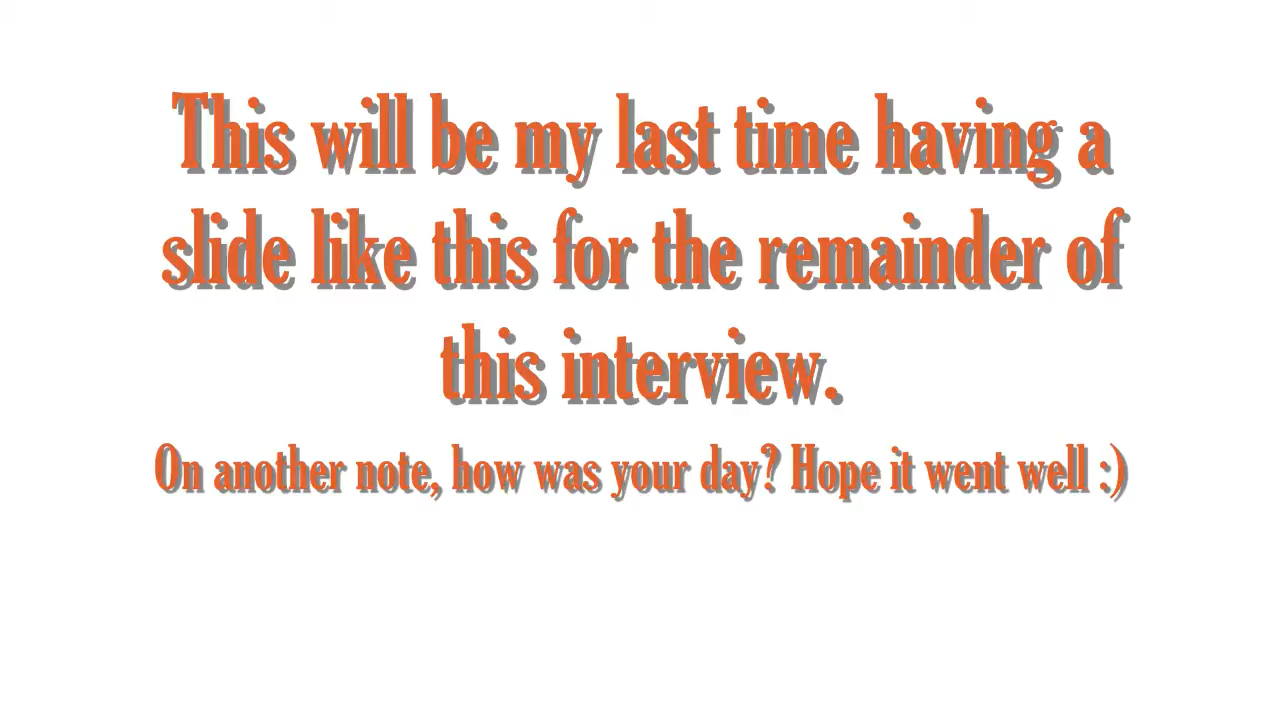 This will be my last time having a
slide like this for the remainder of
this interview.
On another note, how was your day? Hope it went well :)